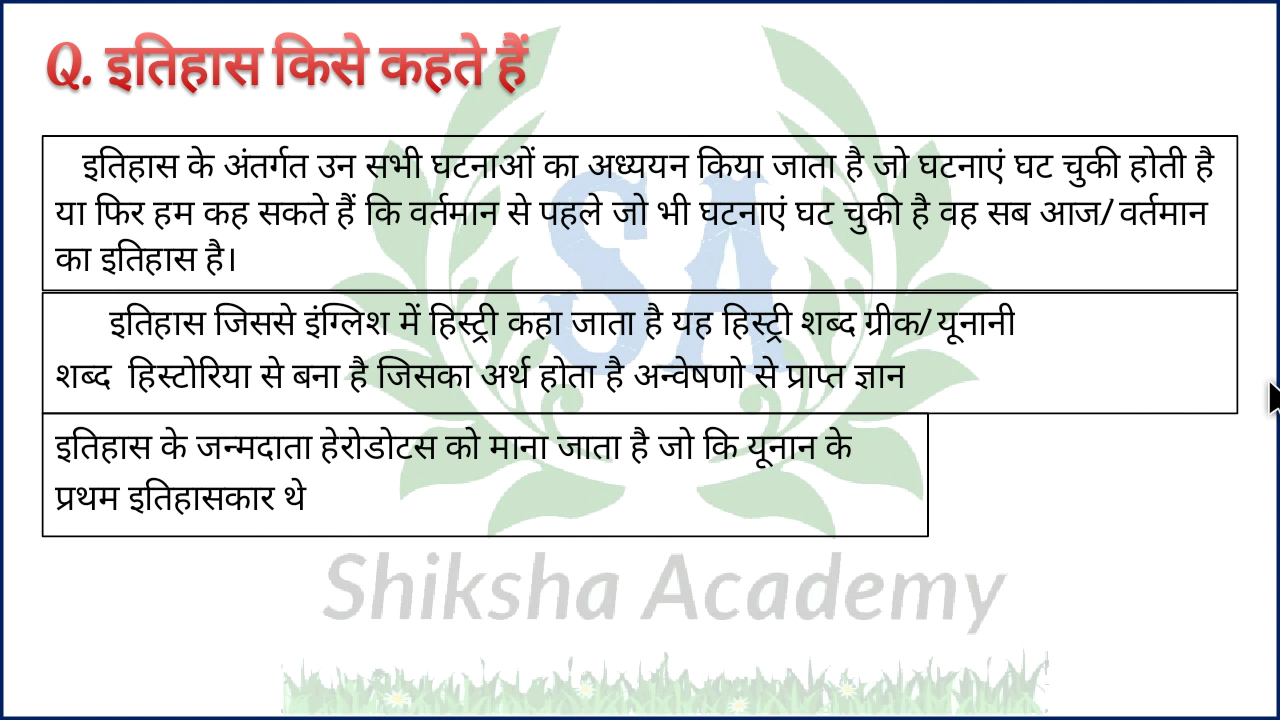 Q. इतिहास किसे कहते हैं
इतिहास के अंतर्गत उन सभी घटनाओं का अध्ययन किया जाता है जो घटनाएं घट चुकी होती है
या फिर हम कह सकते हैं कि वर्तमान से पहले जो भी घटनाएं घट चुकी है वह सब आज/ वर्तमान
का इतिहास है।
इतिहास जिससे इंग्लिश में हिस्ट्री कहा जाता है यह हिस्ट्री शब्द ग्रीक/ यूनानी
शब्द हिस्टोरिया से बना है जिसका अर्थ होता है अन्वेषणो से प्राप्त ज्ञान
इतिहास के जन्मदाता हेरोडोटस को माना जाता है जो कि यूनान के
प्रथम इतिहासकार थे
SA
Shiksha Academy